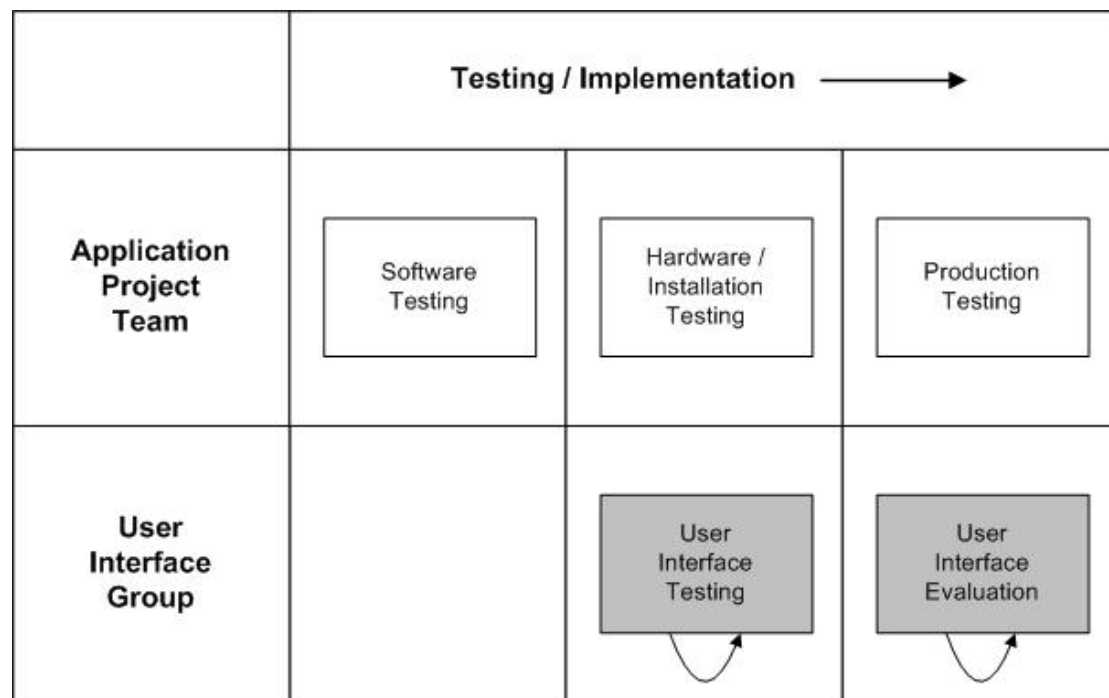 Testing / Implementation
Application
Project
Team
Software
Testing
Hardware /
Installation
Testing
Production
Testing
User
Interface
Group
User
Interface
Testing
User
Interface
Evaluation